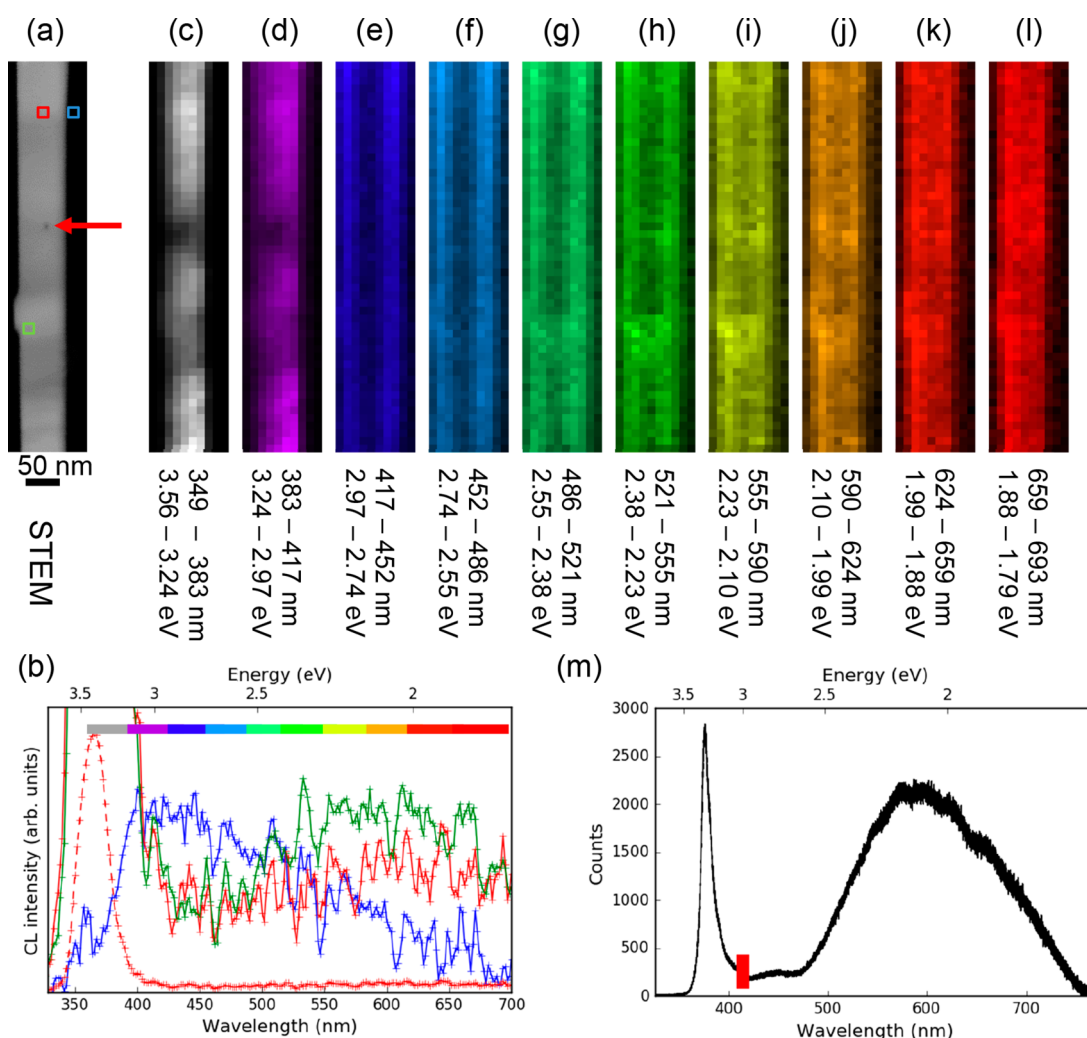 (a) (c) (d) (e) (f) (g) (h) (i) (j) (k) (l)
50 nm
STEM
349 – 383 nm
3.56 – 3.24 eV
383 – 417 nm
3.24 – 2.97 eV
417 – 452 nm
2.97 – 2.74 eV
452 – 486 nm
2.74 – 2.55 eV
486 – 521 nm
2.55 – 2.38 eV
521 – 555 nm
2.38 – 2.23 eV
555 – 590 nm
2.23 – 2.10 eV
590 – 624 nm
2.10 – 1.99 eV
624 – 659 nm
1.99 – 1.88 eV
659 – 693 nm
1.88 – 1.79 eV
(b)
Energy (eV)
3.5 3 2.5 2
CL intensity (arb. units)
400 450 500 550 600 650 700
Wavelength (nm)
(m)
Energy (eV)
3.5 3 2.5 2
Counts
3000
2500
2000
1500
1000
500
0
400 500 600 700
Wavelength (nm)